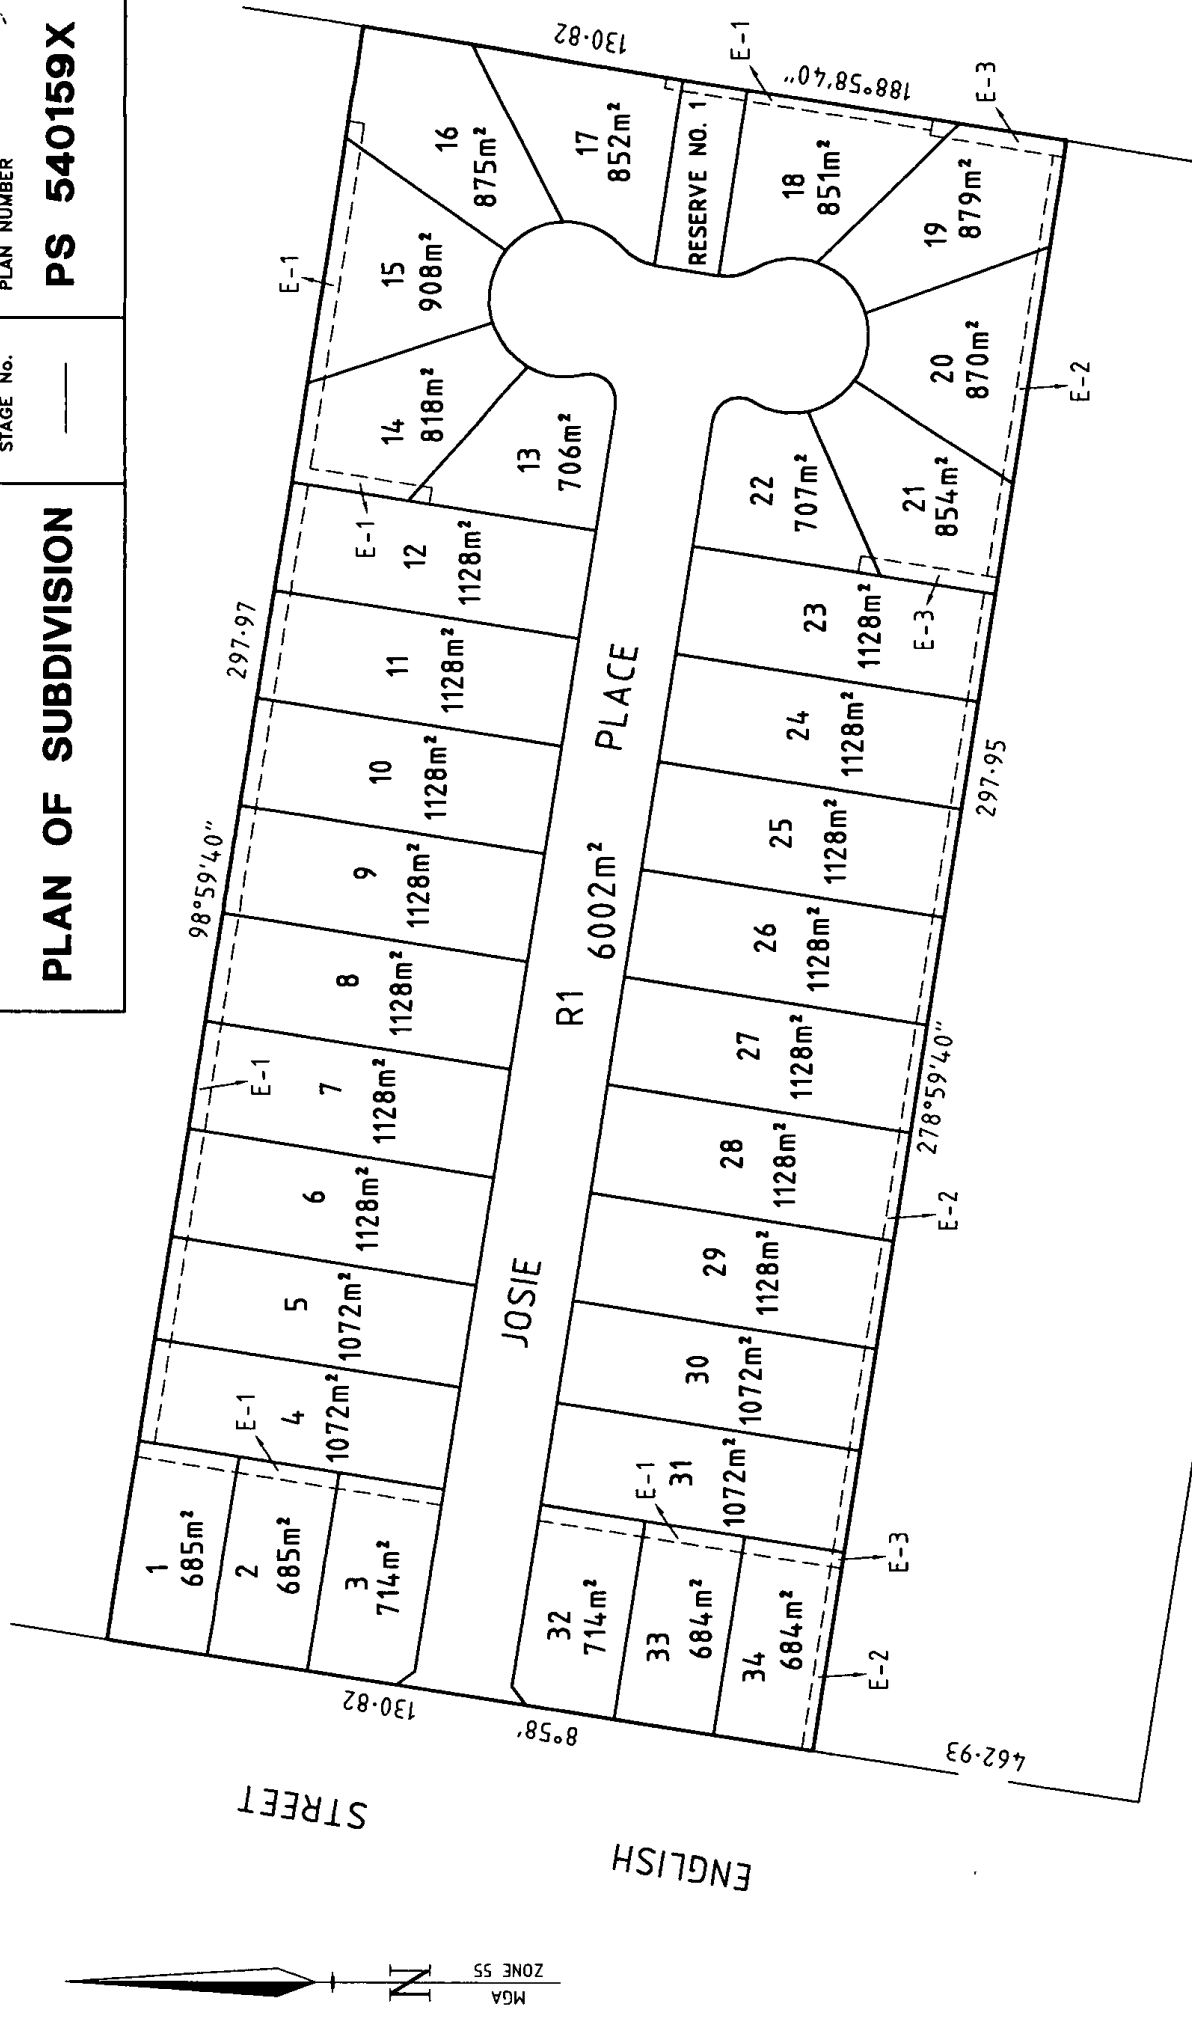 PLAN OF SUBDIVISION
STAGE No.
PLAN NUMBER
PS 540159X
1
685m²
2
685m²
3
714m²
4
1072m²
5
1072m²
6
1128m²
7
1128m²
8
1128m²
9
1128m²
10
1128m²
11
1128m²
12
1128m²
13
706m²
14
818m²
15
908m²
16
875m²
17
852m²
RESERVE NO. 1
18
851m²
19
879m²
20
870m²
21
854m²
22
707m²
23
1128m²
24
1128m²
25
1128m²
26
1128m²
27
1128m²
28
1128m²
29
1128m²
30
1072m²
31
1072m²
32
714m²
33
684m²
34
684m²
JOSIE PLACE
R1 6002m²
98°59'40"
297·97
130·82
188°58'40"
297·95
278°59'40"
130·82
8°58'
462·93
E-1
E-1
E-1
E-1
E-1
E-1
E-3
E-2
E-3
E-2
E-3
E-2
ENGLISH STREET
N
MGA
ZONE 55